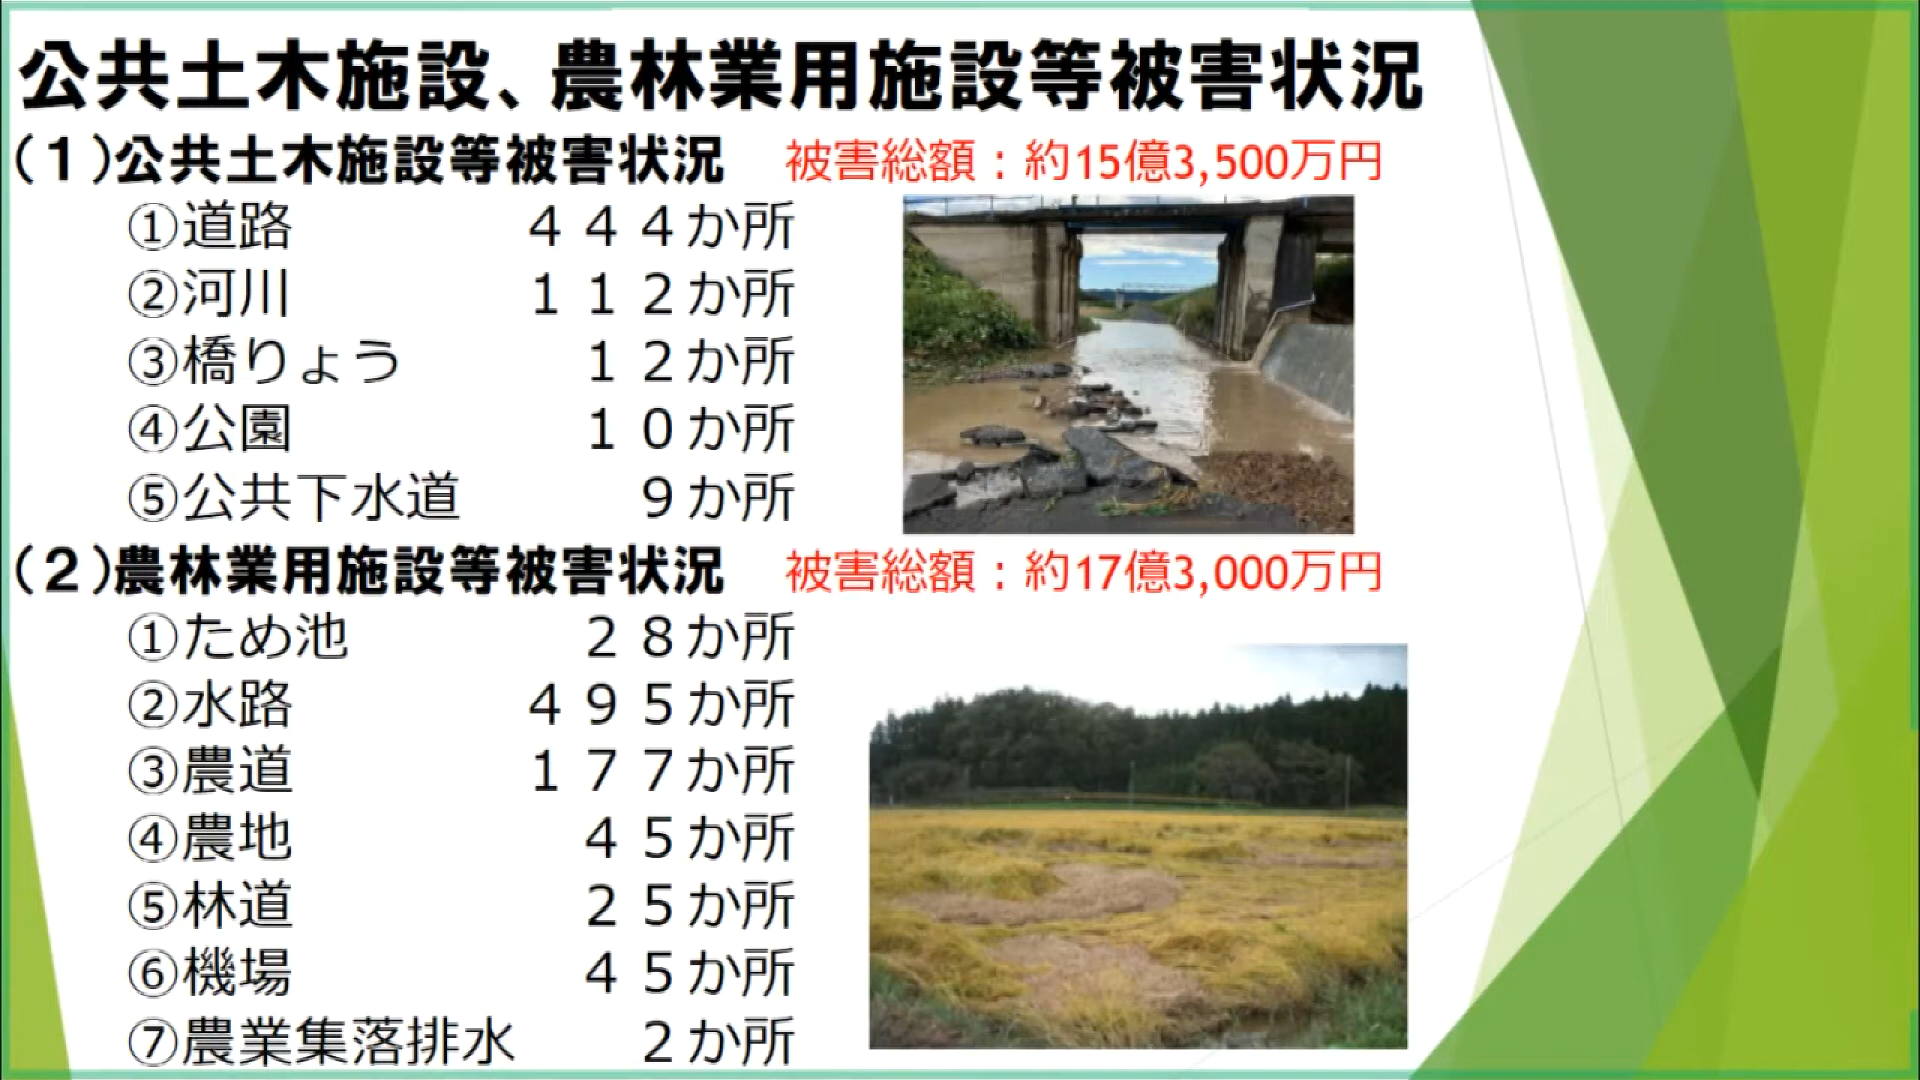 公共土木施設、農林業用施設等被害状況
（１）公共土木施設等被害状況 被害総額：約15億3,500万円
①道路 ４４４か所
②河川 １１２か所
③橋りょう １２か所
④公園 １０か所
⑤公共下水道 ９か所
（２）農林業用施設等被害状況 被害総額：約17億3,000万円
①ため池 ２８か所
②水路 ４９５か所
③農道 １７７か所
④農地 ４５か所
⑤林道 ２５か所
⑥機場 ４５か所
⑦農業集落排水 ２か所